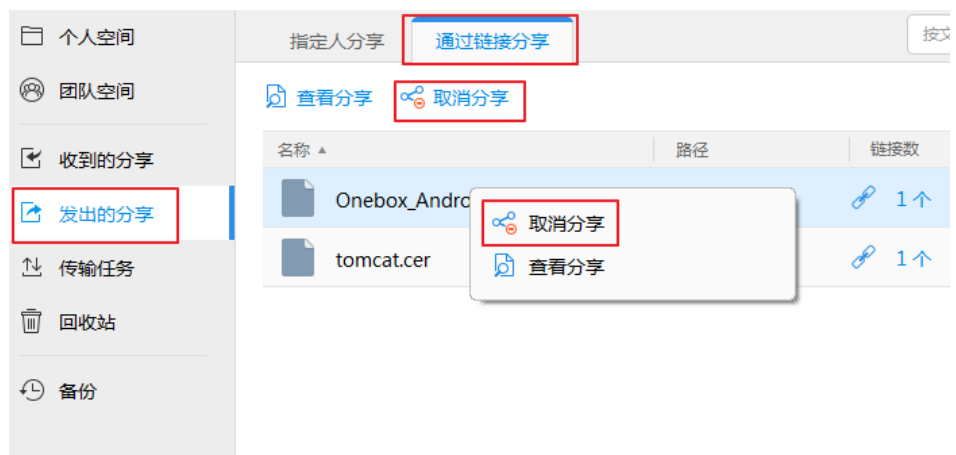 个人空间
团队空间
收到的分享
发出的分享
传输任务
回收站
备份
指定人分享 通过链接分享
查看分享 取消分享
名称 路径 链接数
Onebox_Andro 1个
tomcat.cer 1个
取消分享
查看分享